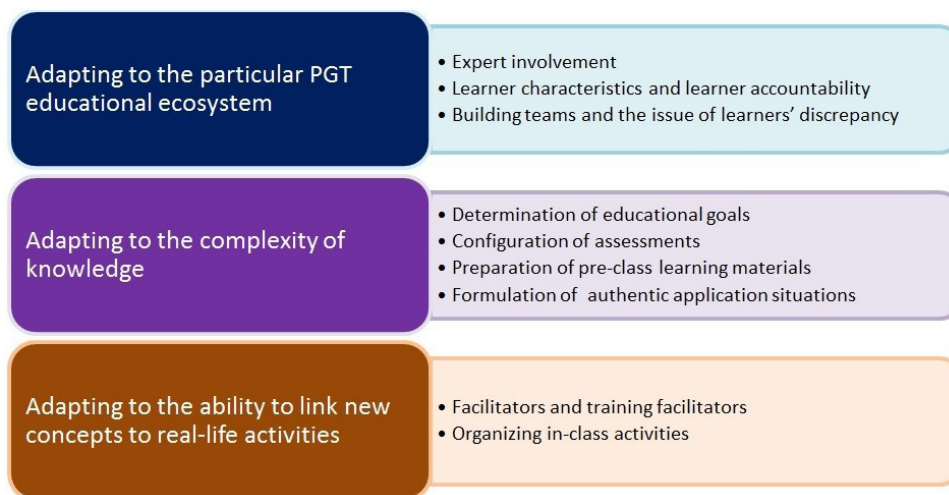 Adapting to the particular PGT
educational ecosystem
• Expert involvement
• Learner characteristics and learner accountability
• Building teams and the issue of learners’ discrepancy
Adapting to the complexity of
knowledge
• Determination of educational goals
• Configuration of assessments
• Preparation of pre-class learning materials
• Formulation of authentic application situations
Adapting to the ability to link new
concepts to real-life activities
• Facilitators and training facilitators
• Organizing in-class activities